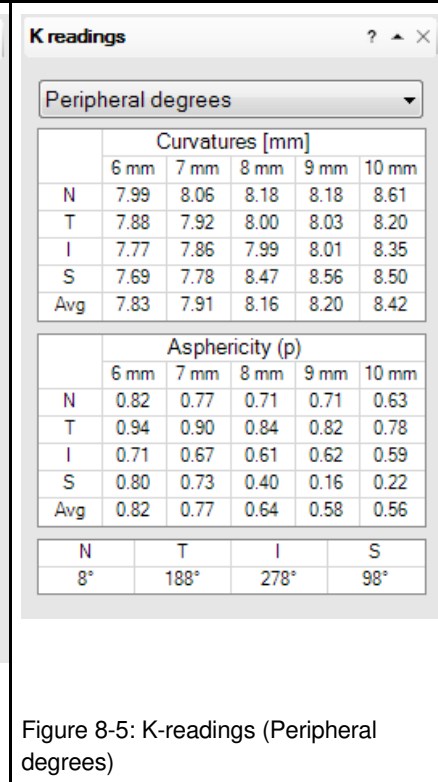 K readings ?
Peripheral degrees
Curvatures [mm]
6 mm 7 mm 8 mm 9 mm 10 mm
N 7.99 8.06 8.18 8.18 8.61
T 7.88 7.92 8.00 8.03 8.20
I 7.77 7.86 7.99 8.01 8.35
S 7.69 7.78 8.47 8.56 8.50
Avg 7.83 7.91 8.16 8.20 8.42
Asphericity (p)
6 mm 7 mm 8 mm 9 mm 10 mm
N 0.82 0.77 0.71 0.71 0.63
T 0.94 0.90 0.84 0.82 0.78
I 0.71 0.67 0.61 0.62 0.59
S 0.80 0.73 0.40 0.16 0.22
Avg 0.82 0.77 0.64 0.58 0.56
N T I S
8° 188° 278° 98°
Figure 8-5: K-readings (Peripheral
degrees)